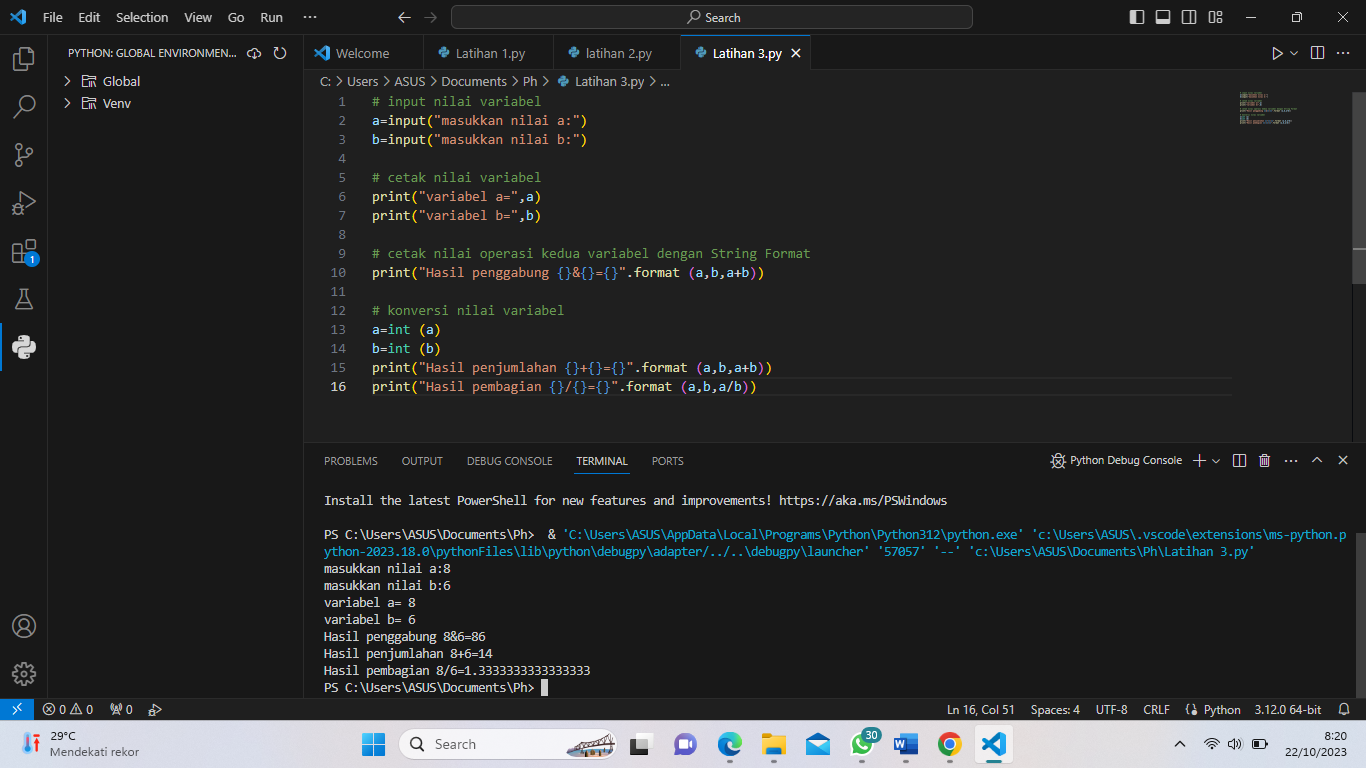 File Edit Selection View Go Run ··· Search
PYTHON: GLOBAL ENVIRONMEN...
Global
Venv
1
Welcome Latihan 1.py latihan 2.py Latihan 3.py
C: > Users > ASUS > Documents > Ph > Latihan 3.py > ...
1 # input nilai variabel
2 a=input("masukkan nilai a:")
3 b=input("masukkan nilai b:")
4
5 # cetak nilai variabel
6 print("variabel a=",a)
7 print("variabel b=",b)
8
9 # cetak nilai operasi kedua variabel dengan String Format
10 print("Hasil penggabung {}&{}={}".format (a,b,a+b))
11
12 # konversi nilai variabel
13 a=int (a)
14 b=int (b)
15 print("Hasil penjumlahan {}+{}={}".format (a,b,a+b))
16 print("Hasil pembagian {}/{}={}".format (a,b,a/b))
PROBLEMS OUTPUT DEBUG CONSOLE TERMINAL PORTS Python Debug Console
Install the latest PowerShell for new features and improvements! https://aka.ms/PSWindows
PS C:\Users\ASUS\Documents\Ph>  & 'C:\Users\ASUS\AppData\Local\Programs\Python\Python312\python.exe' 'c:\Users\ASUS\.vscode\extensions\ms-python.p
ython-2023.18.0\pythonFiles\lib\python\debugpy\adapter/../..\debugpy\launcher' '57057' '--' 'c:\Users\ASUS\Documents\Ph\Latihan 3.py'
masukkan nilai a:8
masukkan nilai b:6
variabel a= 8
variabel b= 6
Hasil penggabung 8&6=86
Hasil penjumlahan 8+6=14
Hasil pembagian 8/6=1.3333333333333333
PS C:\Users\ASUS\Documents\Ph>
0 0 0 Ln 16, Col 51 Spaces: 4 UTF-8 CRLF Python 3.12.0 64-bit
29°C
Mendekati rekor
Search
30
8:20
22/10/2023